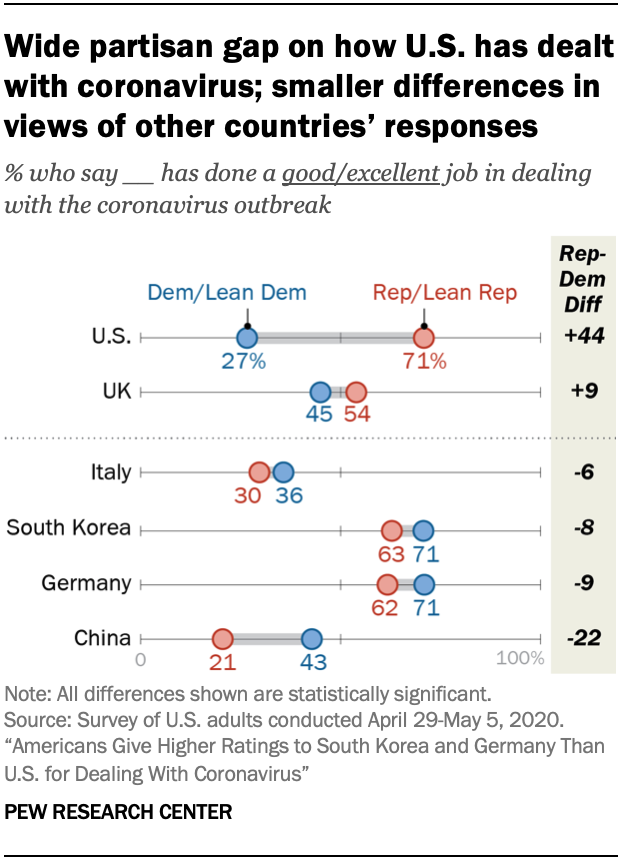 Wide partisan gap on how U.S. has dealt
with coronavirus; smaller differences in
views of other countries’ responses
% who say __ has done a good/excellent job in dealing
with the coronavirus outbreak
Rep-
Dem
Diff
Dem/Lean Dem Rep/Lean Rep
U.S. +44
27% 71%
UK +9
45 54
Italy -6
30 36
South Korea -8
63 71
Germany -9
62 71
China -22
0 21 43 100%
Note: All differences shown are statistically significant.
Source: Survey of U.S. adults conducted April 29-May 5, 2020.
“Americans Give Higher Ratings to South Korea and Germany Than
U.S. for Dealing With Coronavirus”
PEW RESEARCH CENTER